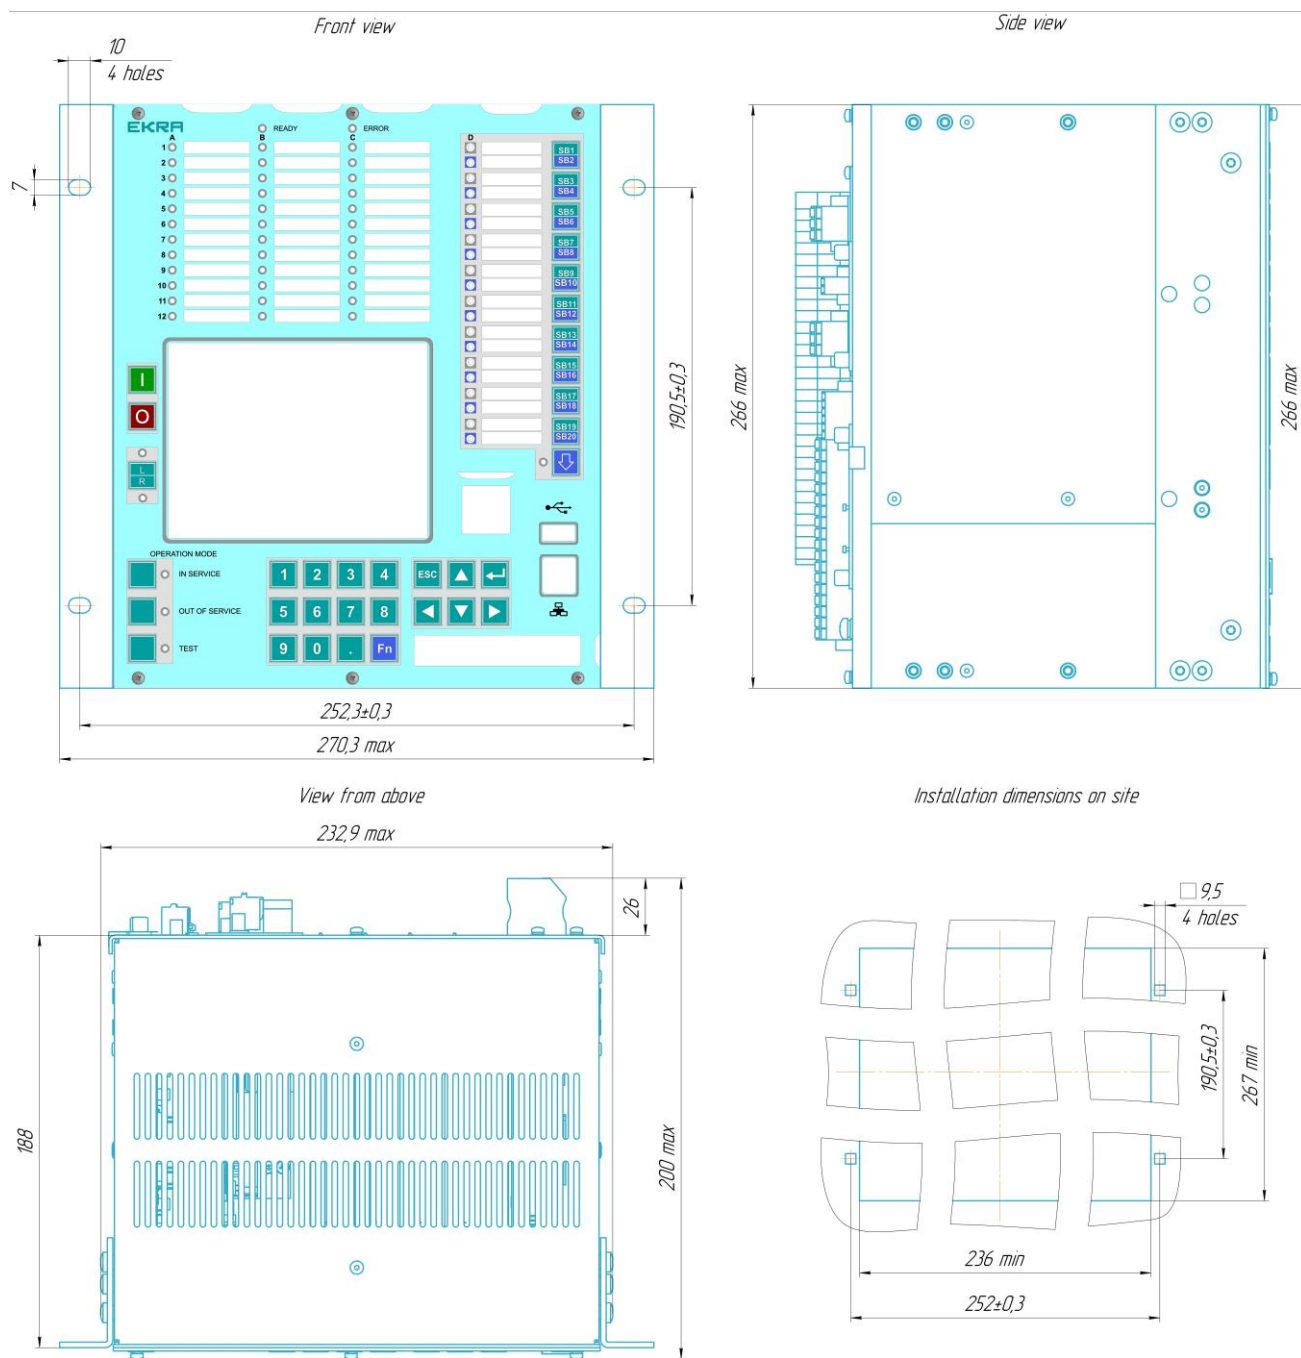 Front view
Side view
10
4 holes
7
EKRA
READY
ERROR
A
B
C
D
1
2
3
4
5
6
7
8
9
10
11
12
SB1
SB2
SB3
SB4
SB5
SB6
SB7
SB8
SB9
SB10
SB11
SB12
SB13
SB14
SB15
SB16
SB17
SB18
SB19
SB20
I
O
L
R
OPERATION MODE
IN SERVICE
OUT OF SERVICE
TEST
1 2 3 4
ESC
5 6 7 8
9 0 . Fn
190,5±0,3
266 max
266 max
252,3±0,3
270,3 max
View from above
232,9 max
26
188
200 max
Installation dimensions on site
□ 9,5
4 holes
190,5±0,3
267 min
236 min
252±0,3